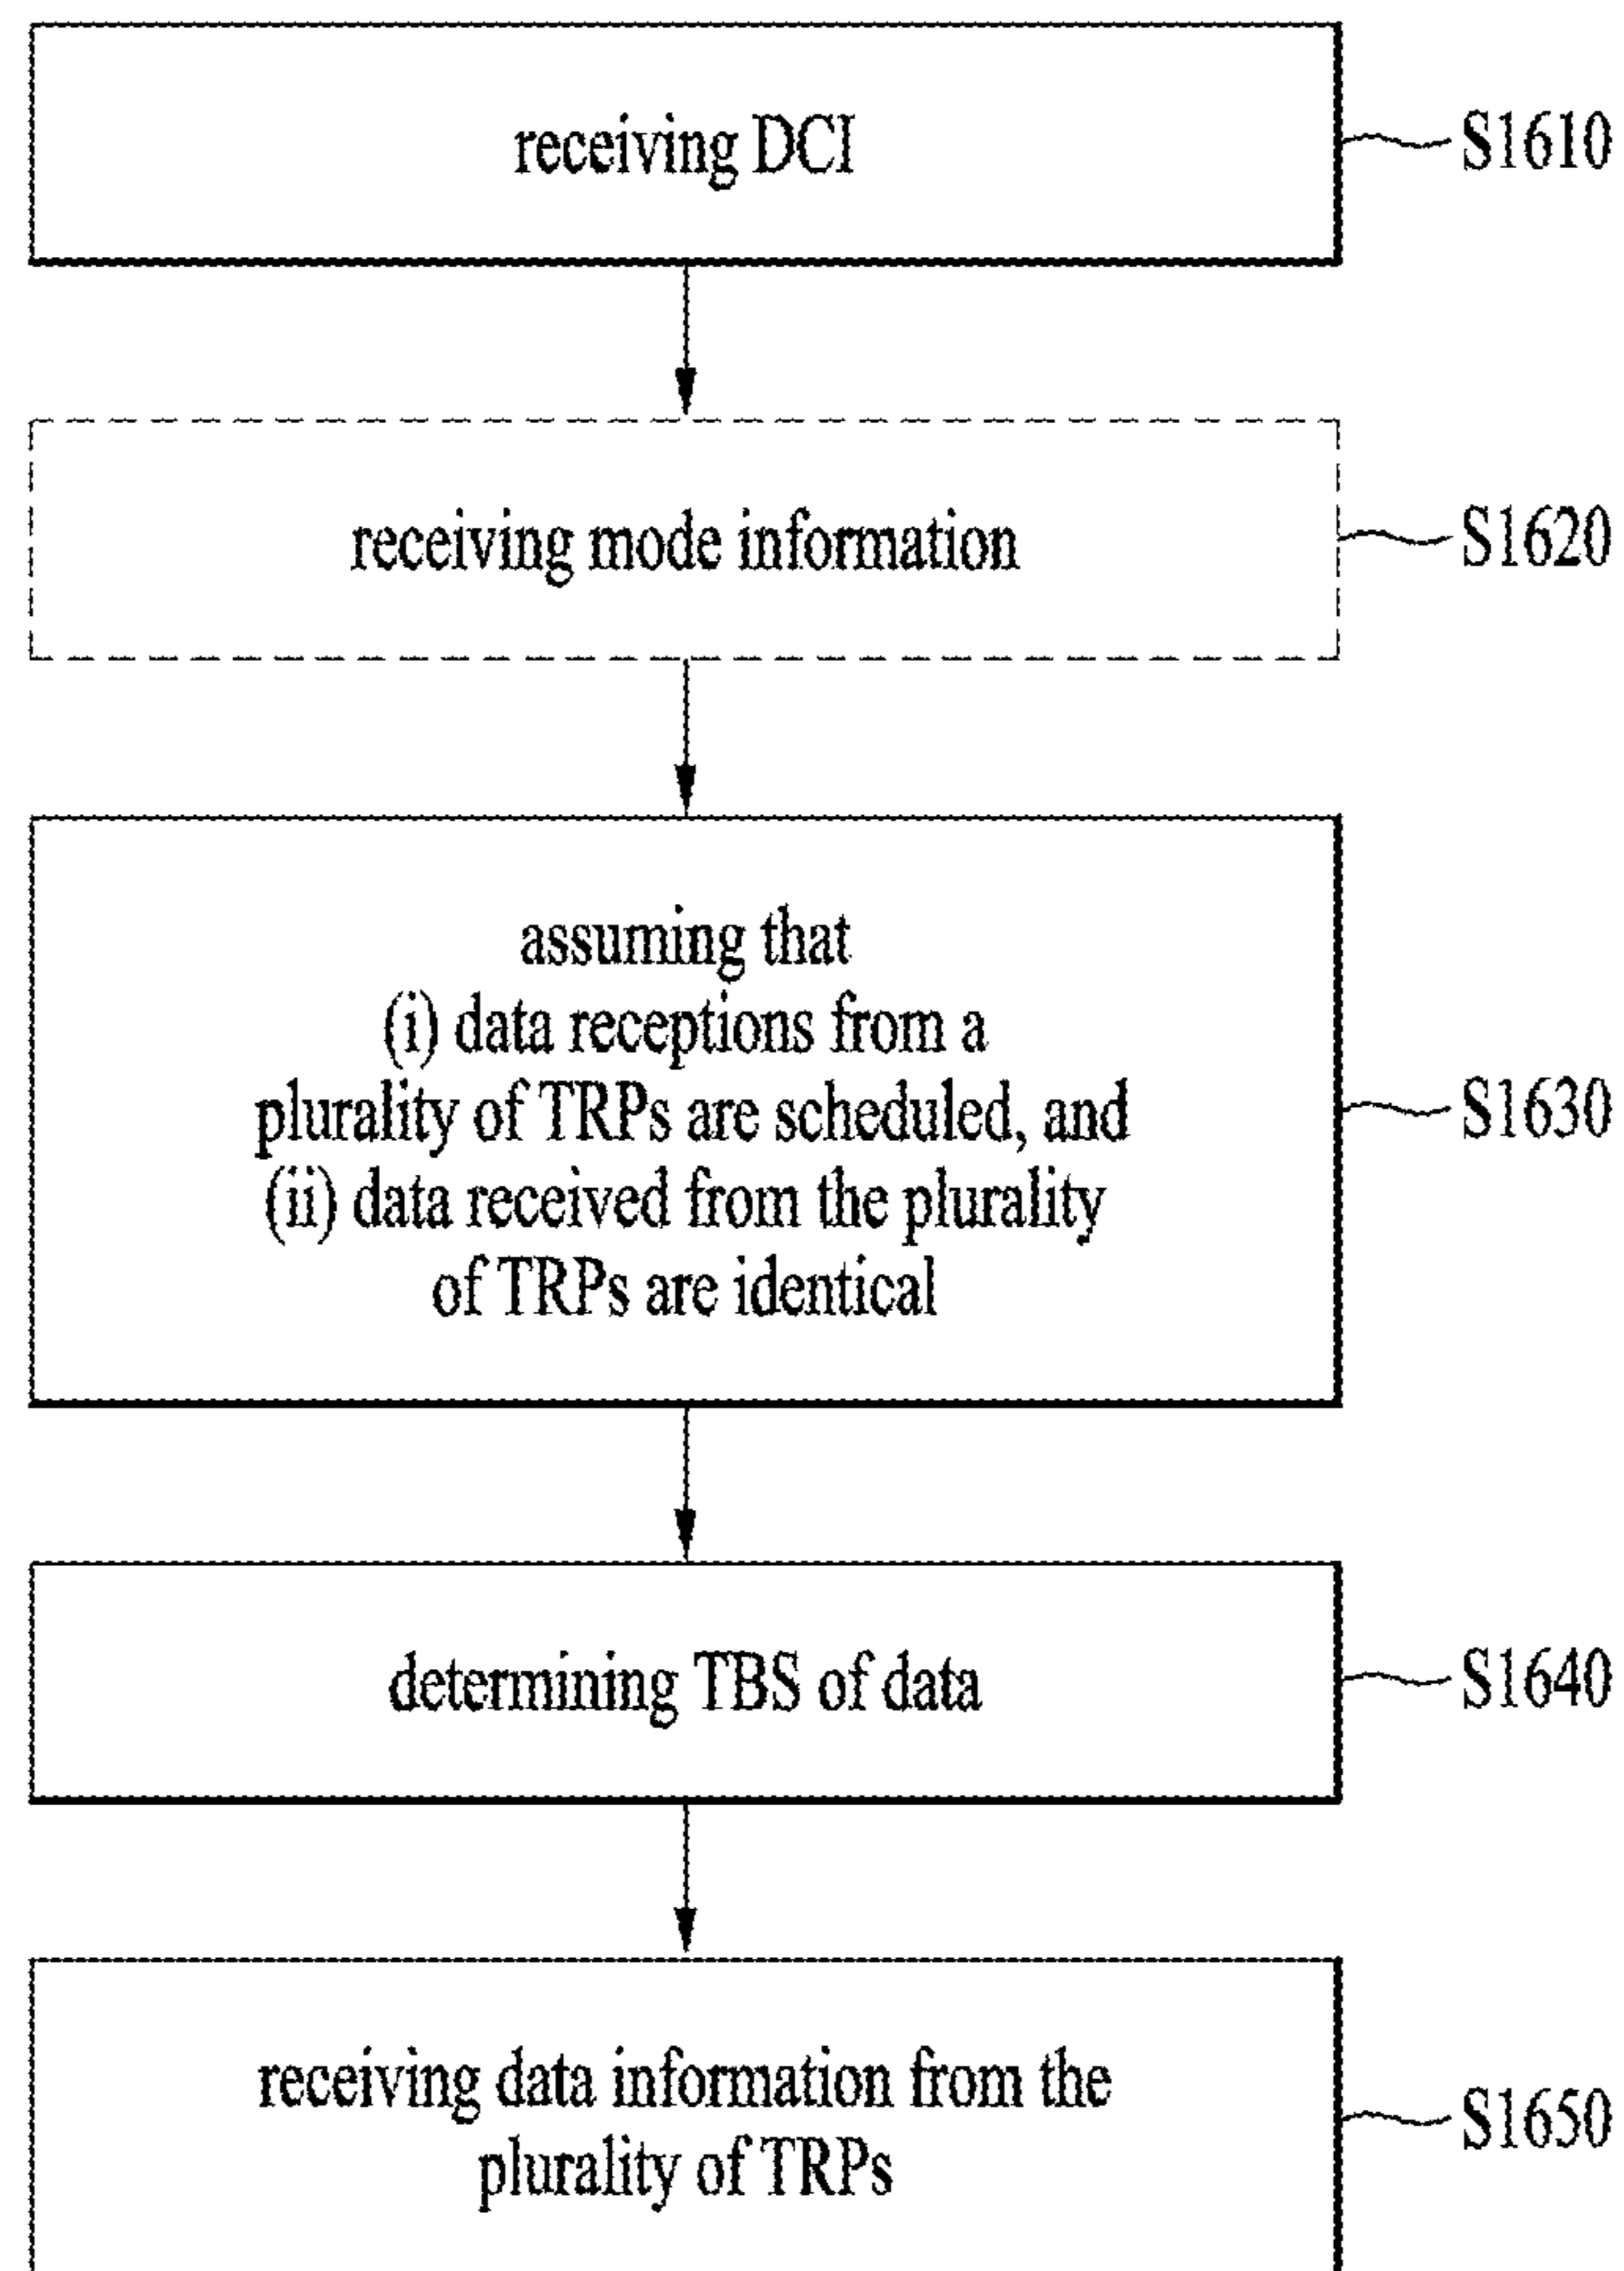 receiving DCI
S1610
receiving mode information
S1620
assuming that
(i) data receptions from a
plurality of TRPs are scheduled, and
(ii) data received from the plurality
of TRPs are identical
S1630
determining TBS of data
S1640
receiving data information from the
plurality of TRPs
S1650